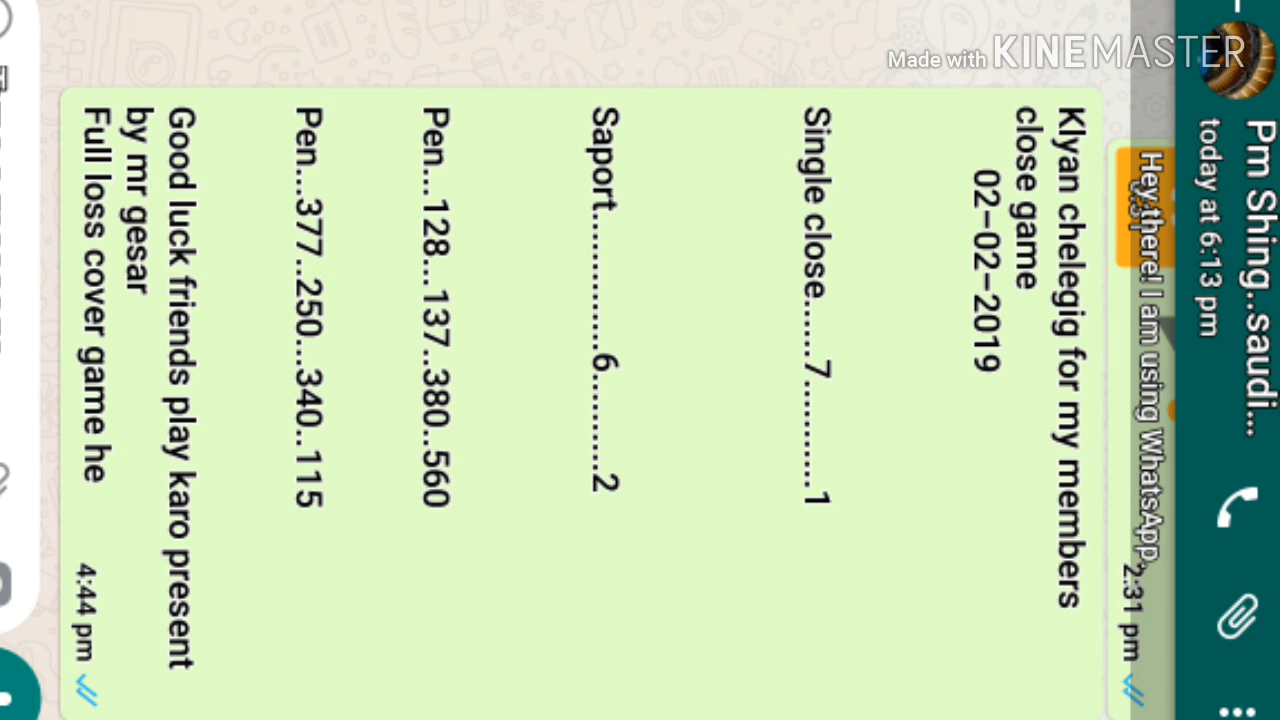 Made with KINEMASTER
Pm Shing..saudi...
today at 6:13 pm
Hey there! I am using WhatsApp.
2:31 pm
Klyan chelegig for my members
close game
02-02-2019
Single close......7..........1
Saport..............6..........2
Pen...128...137..380..560
Pen...377..250...340..115
Good luck friends play karo present
by mr gesar
Full loss cover game he
4:44 pm